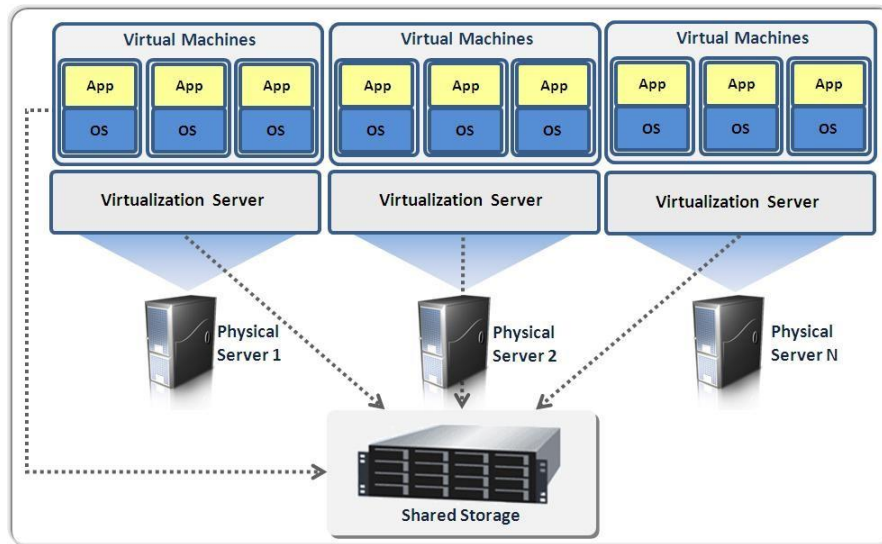 Virtual Machines
Virtual Machines
Virtual Machines
App App App
App App App
App App App
OS OS OS
OS OS OS
OS OS OS
Virtualization Server
Virtualization Server
Virtualization Server
Physical
Server 1
Physical
Server 2
Physical
Server N
Shared Storage